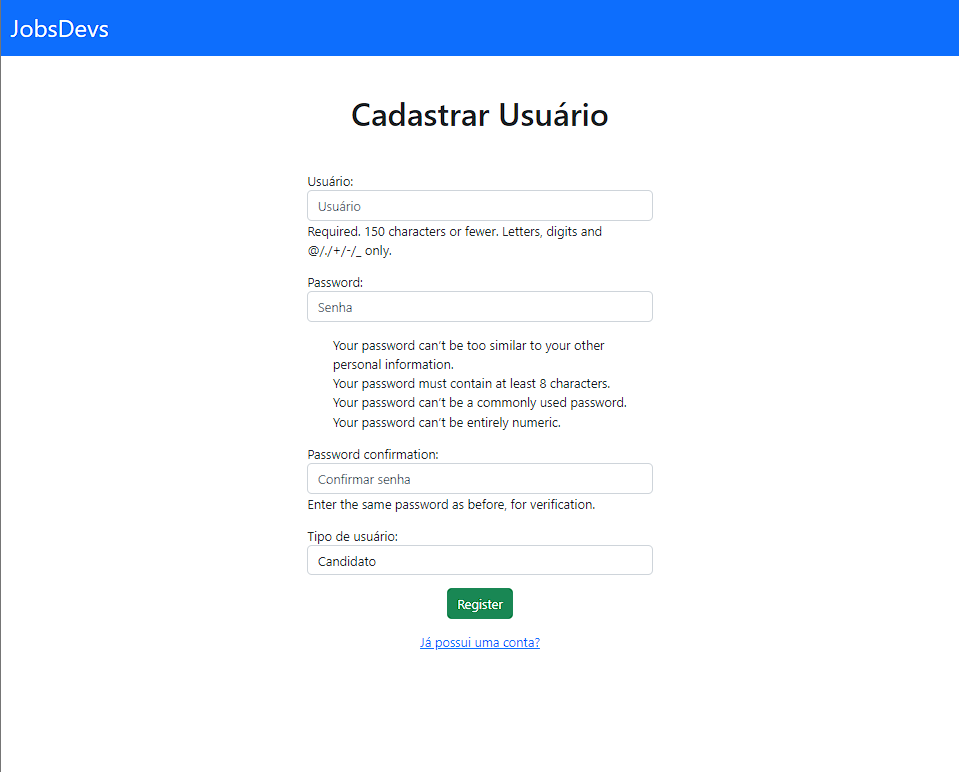 JobsDevs
Cadastrar Usuário
Usuário:
Usuário
Required. 150 characters or fewer. Letters, digits and
@/./+/-/_ only.
Password:
Senha
Your password can’t be too similar to your other
personal information.
Your password must contain at least 8 characters.
Your password can’t be a commonly used password.
Your password can’t be entirely numeric.
Password confirmation:
Confirmar senha
Enter the same password as before, for verification.
Tipo de usuário:
Candidato
Register
Já possui uma conta?